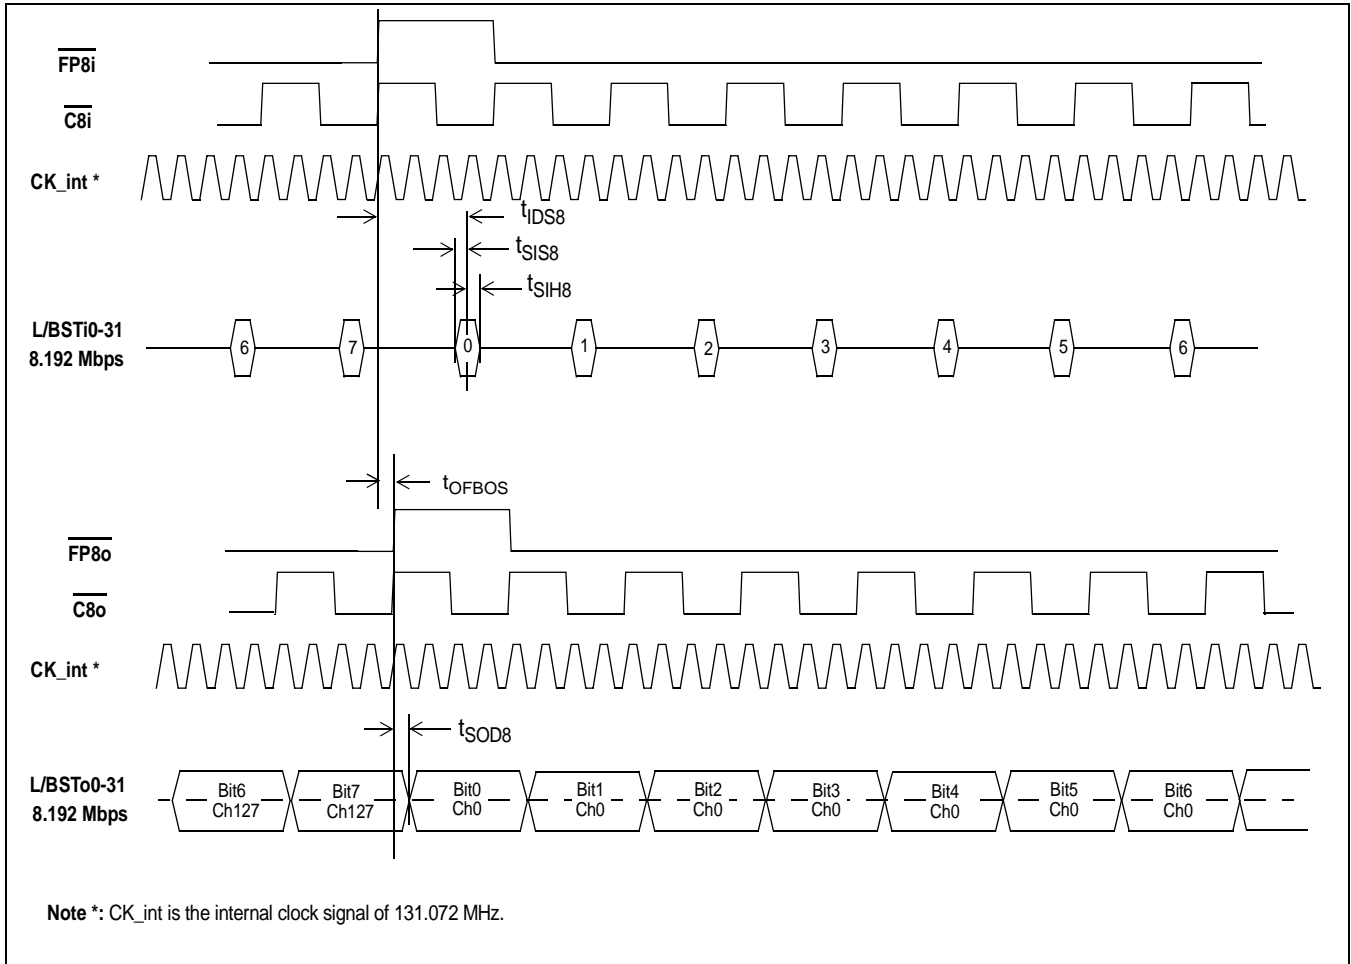 FP8i
C8i
CK_int *
tIDS8
tSIS8
tSIH8
L/BSTi0-31
8.192 Mbps
6 7 0 1 2 3 4 5 6
tOFBOS
FP8o
C8o
CK_int *
tSOD8
L/BSTo0-31
8.192 Mbps
Bit6 Bit7 Bit0 Bit1 Bit2 Bit3 Bit4 Bit5 Bit6
Ch127 Ch127 Ch0 Ch0 Ch0 Ch0 Ch0 Ch0 Ch0
Note *: CK_int is the internal clock signal of 131.072 MHz.